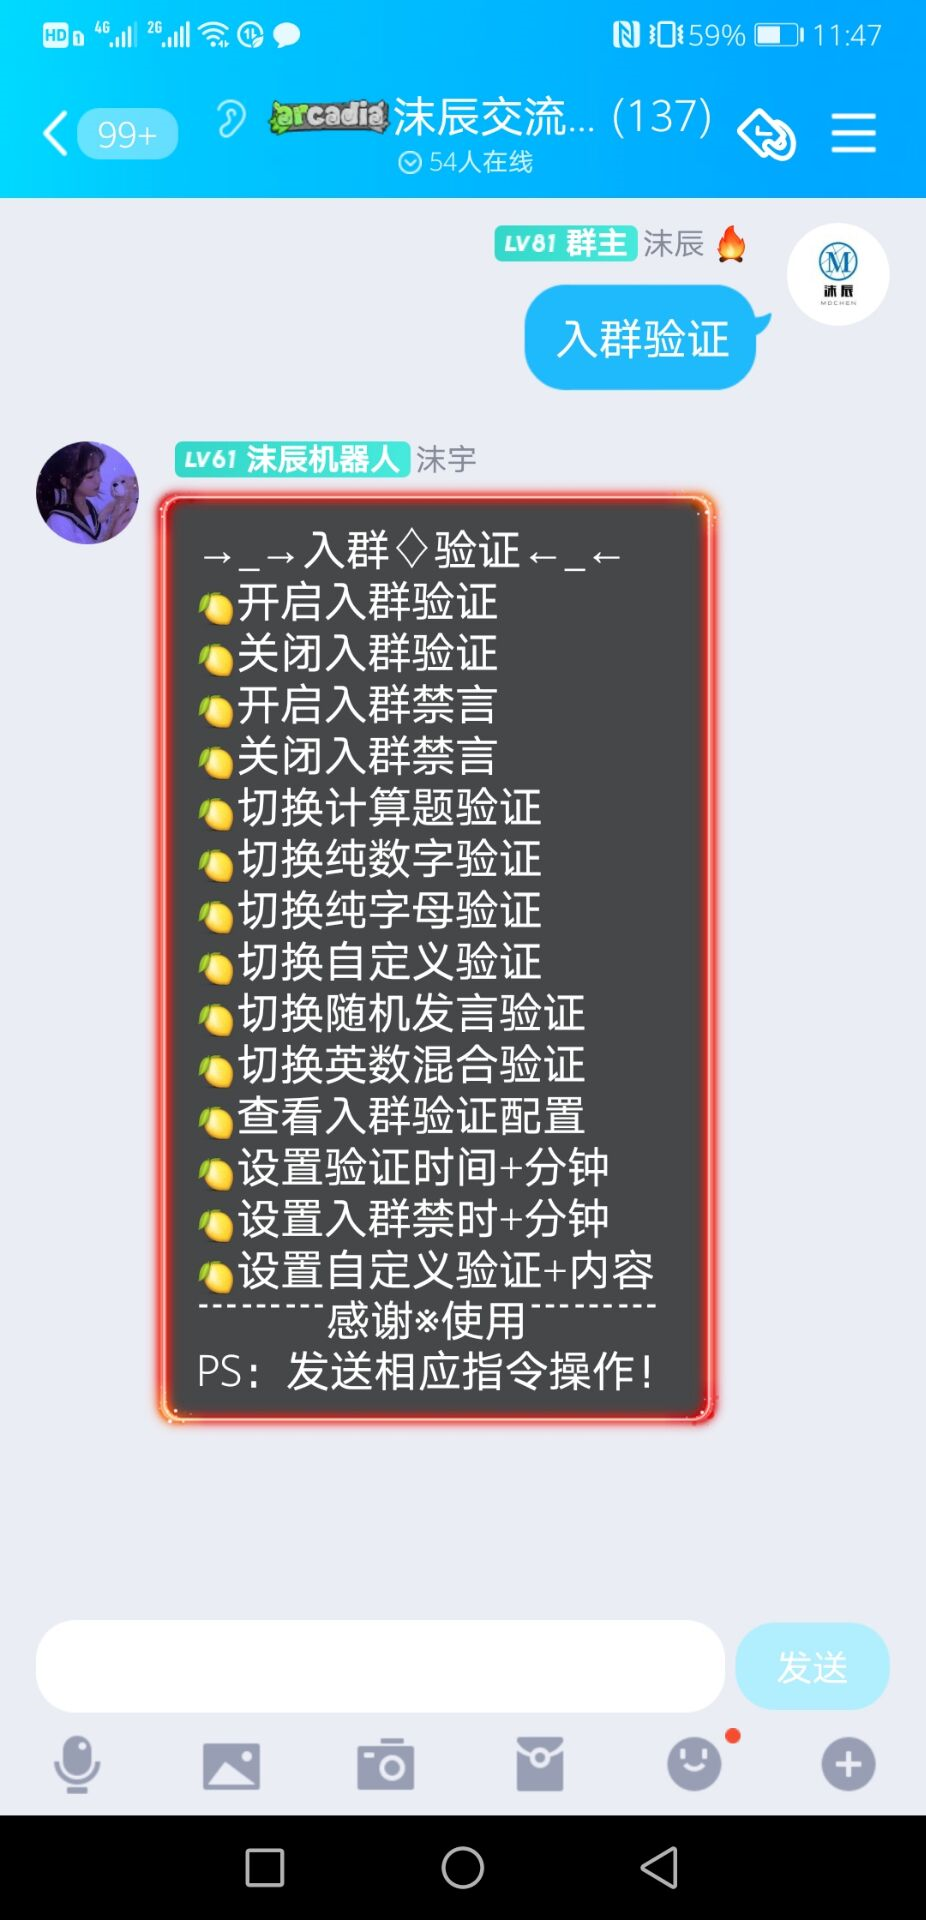 HD 1 4G 2G 59% 11:47
99+ arcadia 沫辰交流... (137)
54人在线
LV81 群主 沫辰 🔥
M
沐辰
MOCHEN
入群验证
LV61 沫辰机器人 沫宇
→_→入群♢验证←_←
🍋开启入群验证
🍋关闭入群验证
🍋开启入群禁言
🍋关闭入群禁言
🍋切换计算题验证
🍋切换纯数字验证
🍋切换纯字母验证
🍋切换自定义验证
🍋切换随机发言验证
🍋切换英数混合验证
🍋查看入群验证配置
🍋设置验证时间+分钟
🍋设置入群禁时+分钟
🍋设置自定义验证+内容
---------感谢※使用---------
PS：发送相应指令操作！
发送